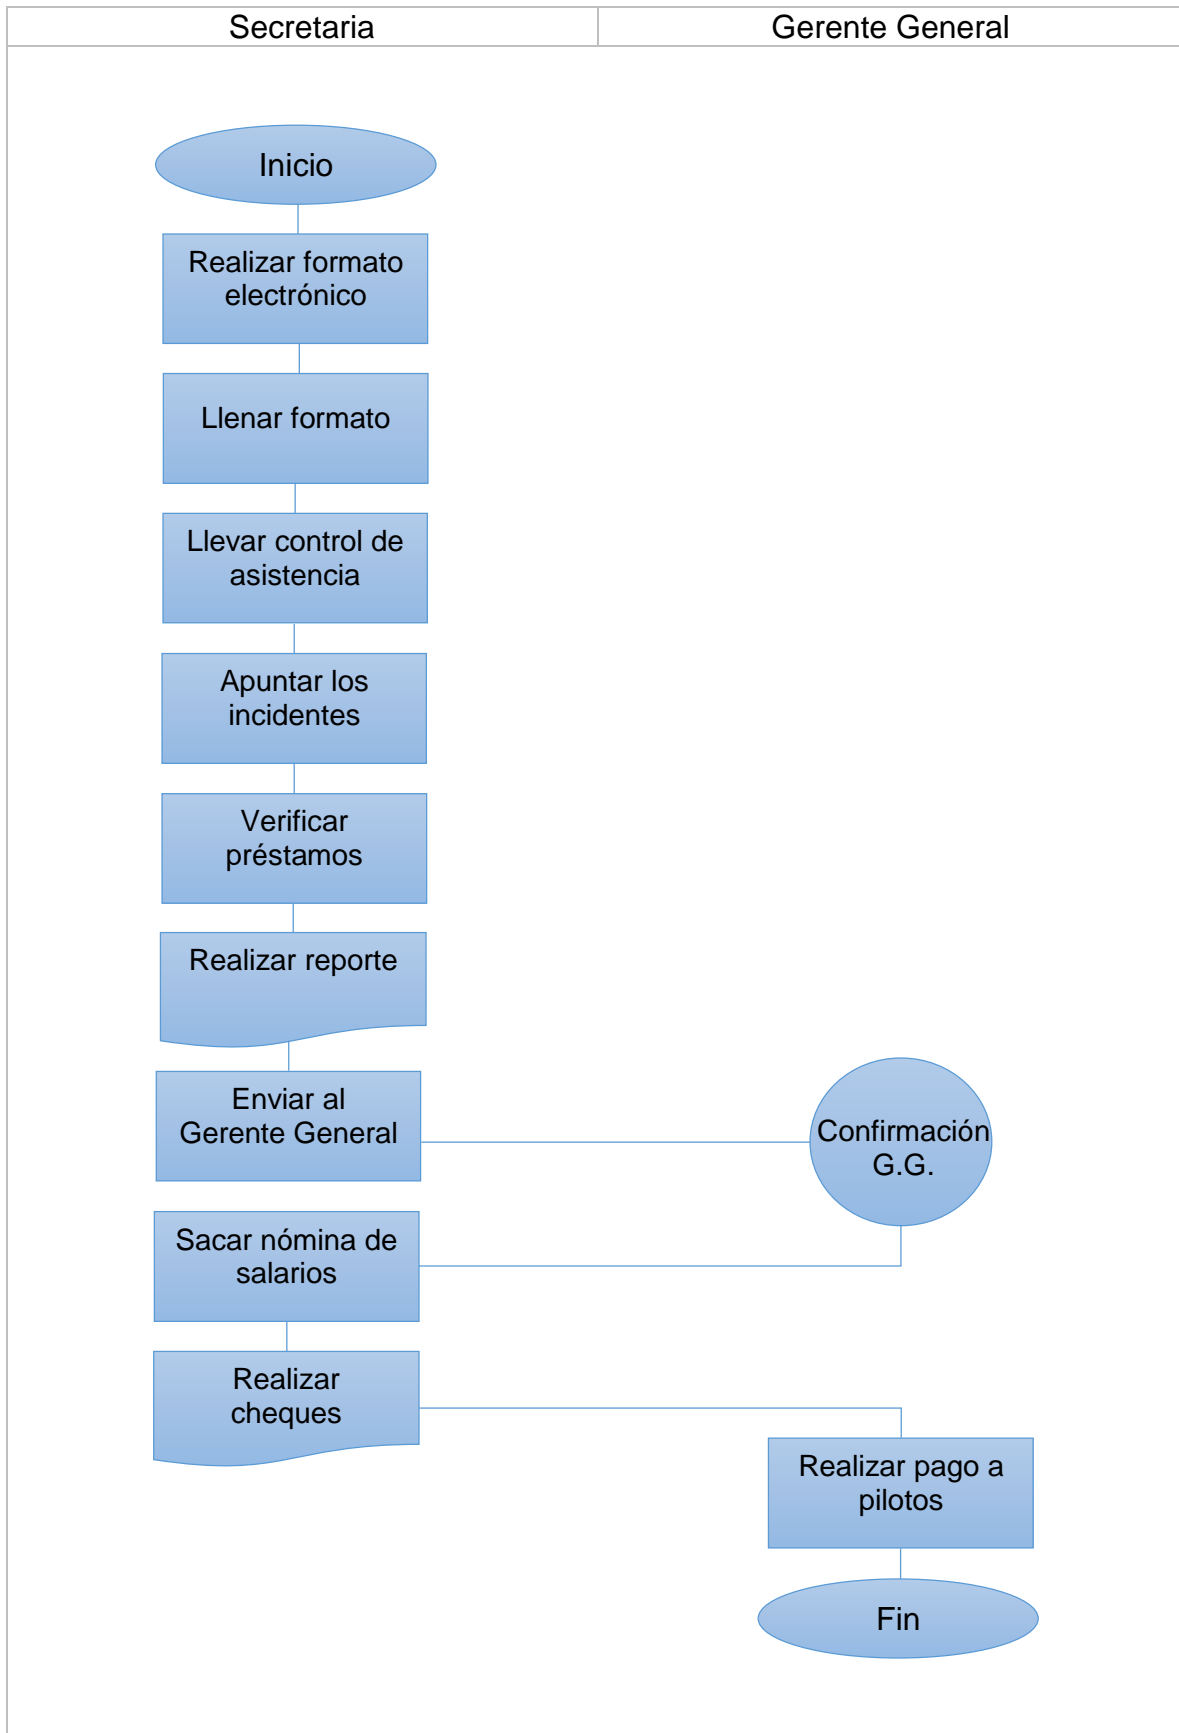 Secretaria
Gerente General
Inicio
Realizar formato
electrónico
Llenar formato
Llevar control de
asistencia
Apuntar los
incidentes
Verificar
préstamos
Realizar reporte
Enviar al
Gerente General
Confirmación
G.G.
Sacar nómina de
salarios
Realizar
cheques
Realizar pago a
pilotos
Fin